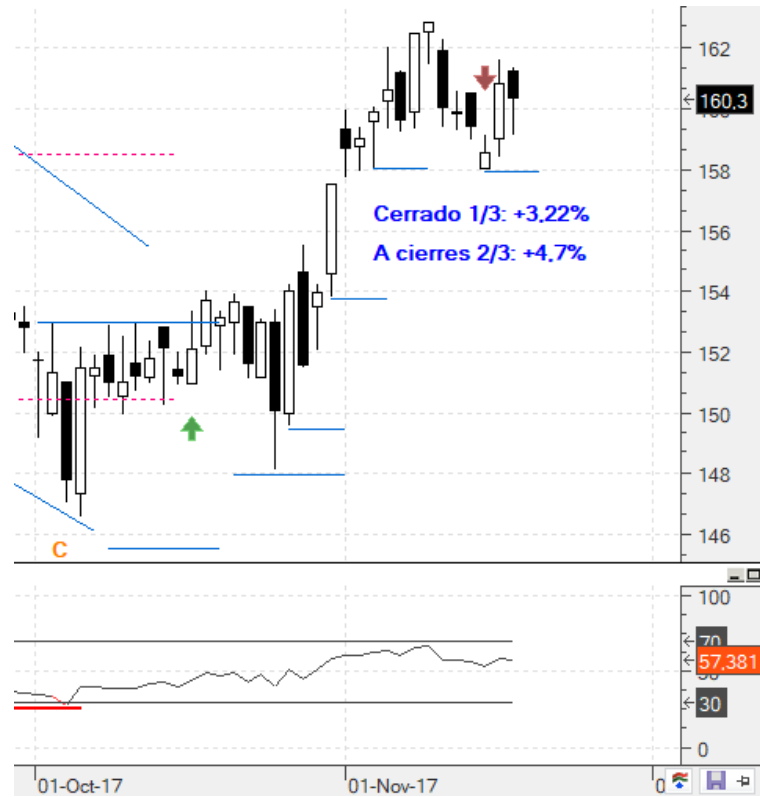 162
160,3
158
Cerrado 1/3: +3,22%
156
A cierres 2/3: +4,7%
154
152
150
148
C
146
100
70
57,381
30
0
01-Oct-17
01-Nov-17